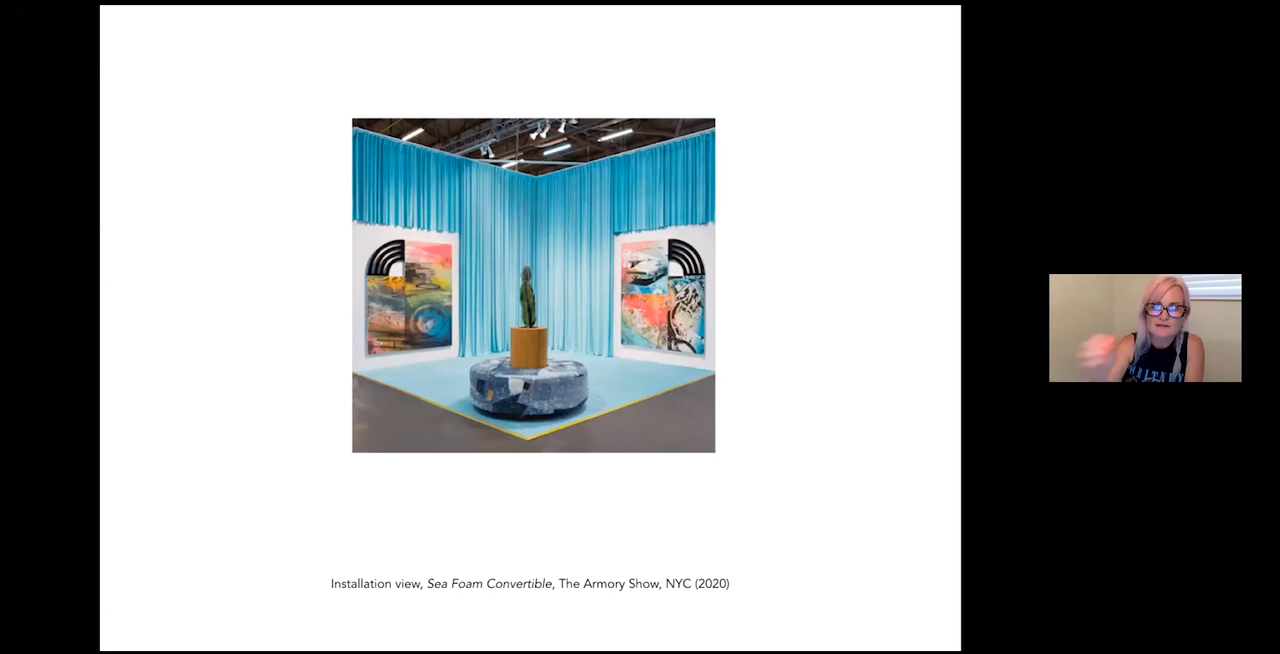 Installation view, Sea Foam Convertible, The Armory Show, NYC (2020)